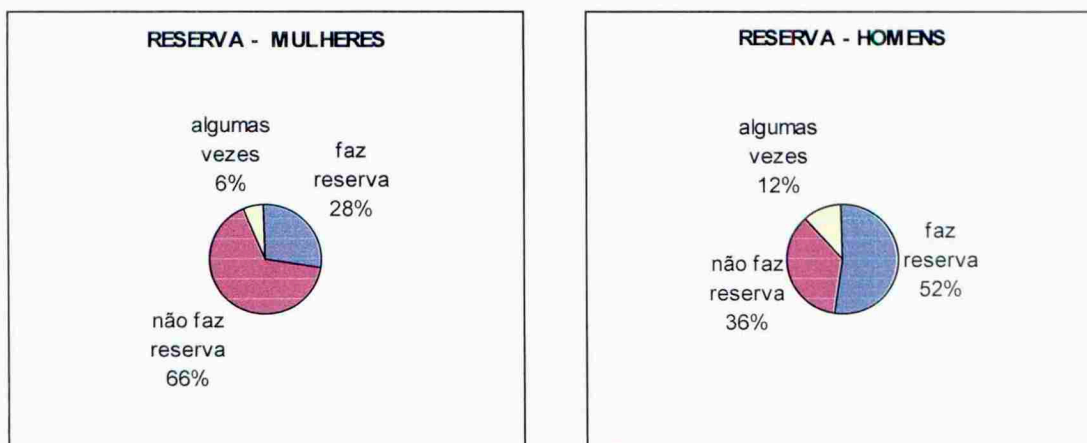 RESERVA - MULHERES
algumas
vezes
6%
faz
reserva
28%
não faz
reserva
66%
RESERVA - HOMENS
algumas
vezes
12%
faz
reserva
52%
não faz
reserva
36%